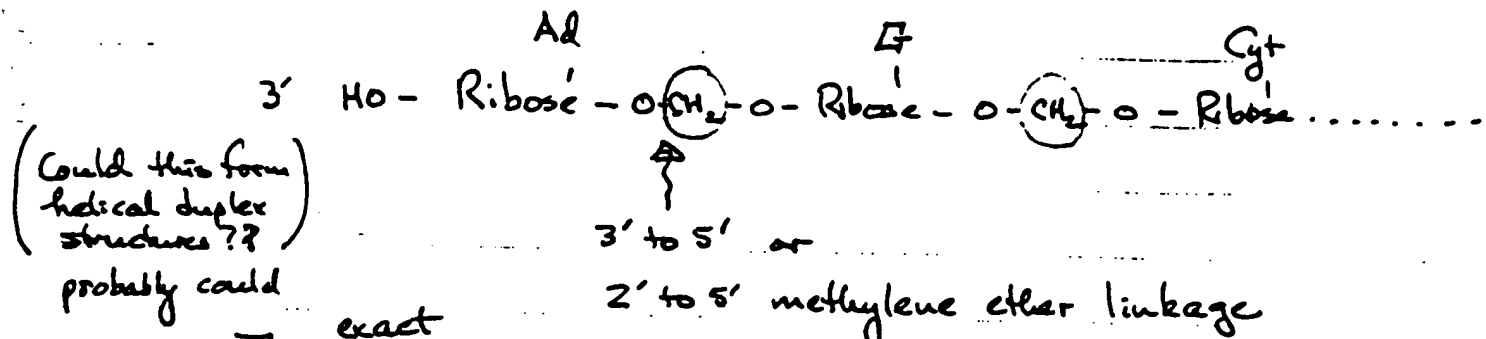 Ad G Cyt
3' HO - Ribose - O - CH₂ - O - Ribose - O - CH₂ - O - Ribose ........
(Could this form
helical duplex
structures??)
3' to 5' or
probably could
2' to 5' methylene ether linkage
— exact